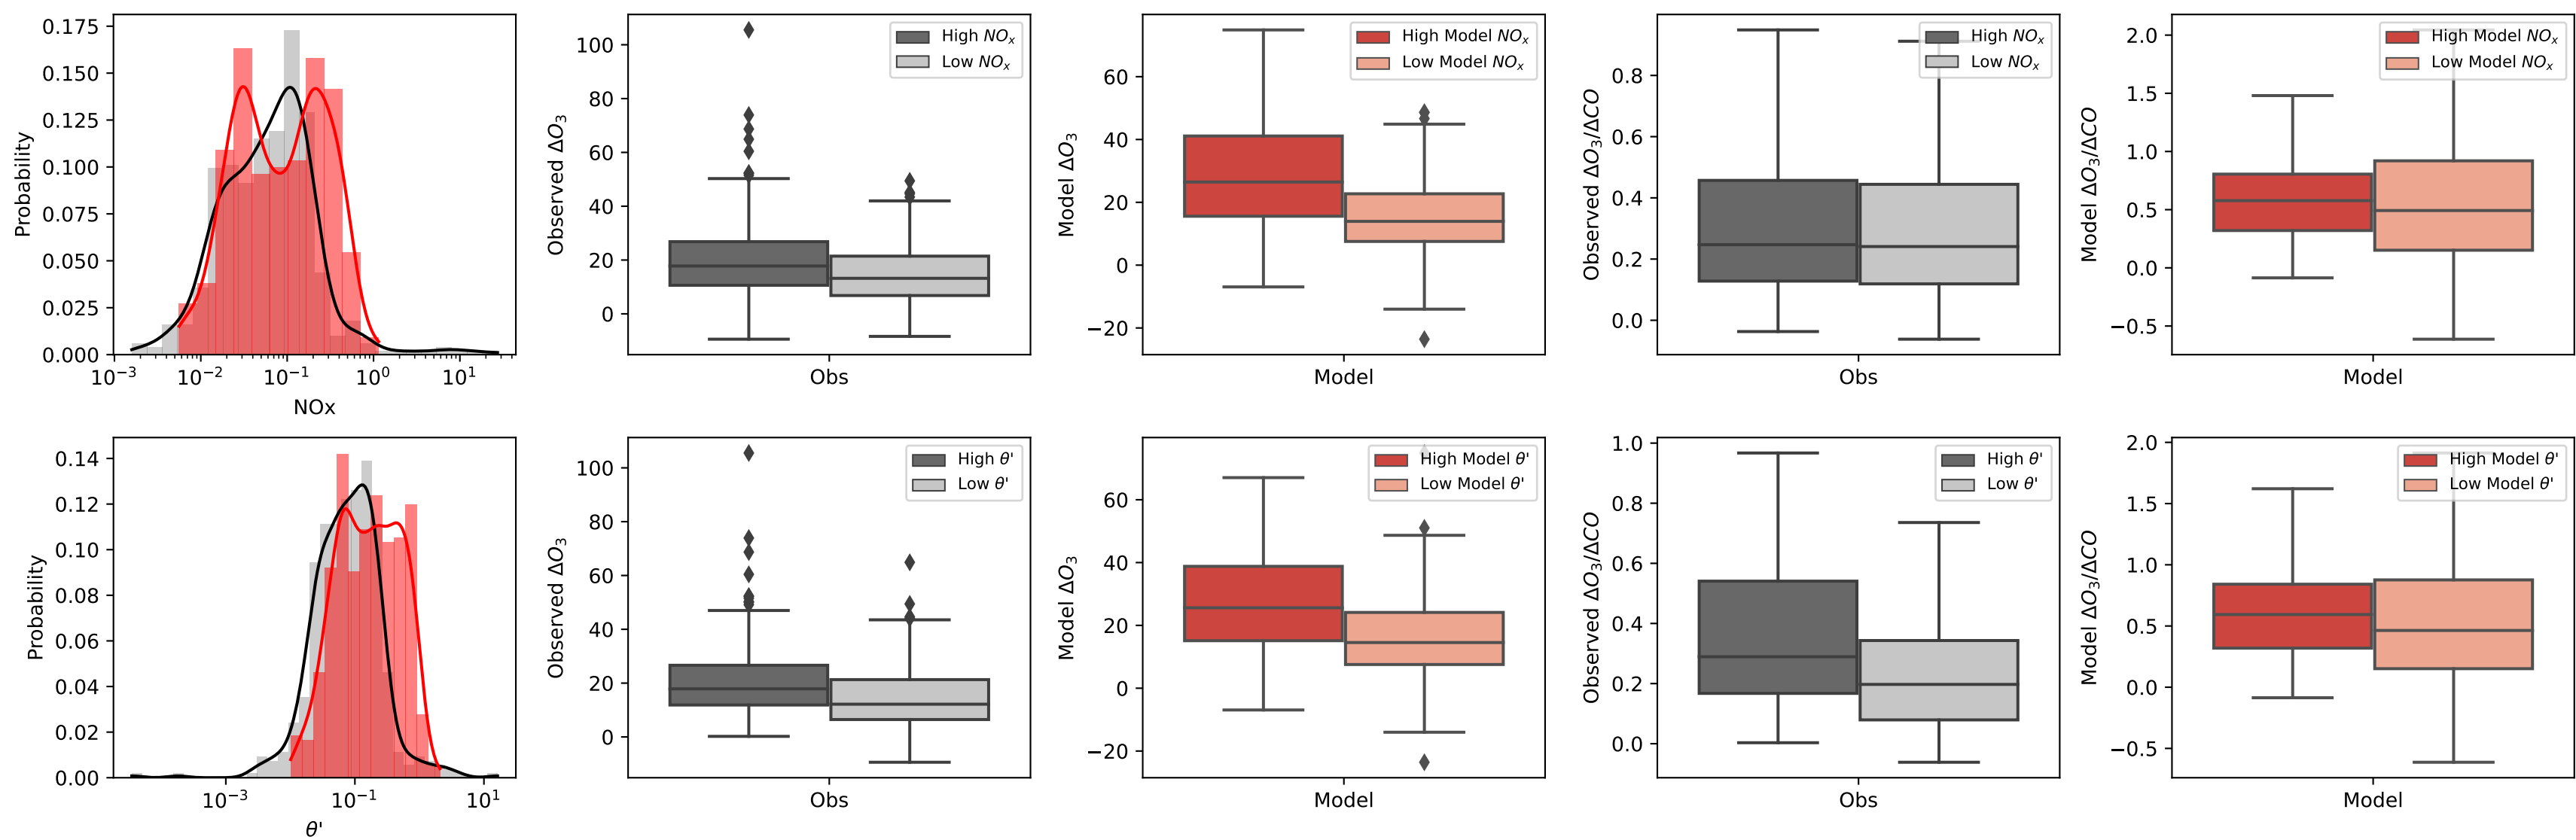 0.175
0.150
0.125
0.100
0.075
0.050
0.025
0.000
Probability
10⁻³ 10⁻² 10⁻¹ 10⁰ 10¹
NOx
100
80
60
40
20
0
Observed ΔO₃
High NOₓ
Low NOₓ
Obs
60
40
20
0
−20
Model ΔO₃
High Model NOₓ
Low Model NOₓ
Model
0.8
0.6
0.4
0.2
0.0
Observed ΔO₃/ΔCO
High NOₓ
Low NOₓ
Obs
2.0
1.5
1.0
0.5
0.0
−0.5
Model ΔO₃/ΔCO
High Model NOₓ
Low Model NOₓ
Model
0.14
0.12
0.10
0.08
0.06
0.04
0.02
0.00
Probability
10⁻³ 10⁻¹ 10¹
θ'
100
80
60
40
20
0
Observed ΔO₃
High θ'
Low θ'
Obs
60
40
20
0
−20
Model ΔO₃
High Model θ'
Low Model θ'
Model
1.0
0.8
0.6
0.4
0.2
0.0
Observed ΔO₃/ΔCO
High θ'
Low θ'
Obs
2.0
1.5
1.0
0.5
0.0
−0.5
Model ΔO₃/ΔCO
High Model θ'
Low Model θ'
Model